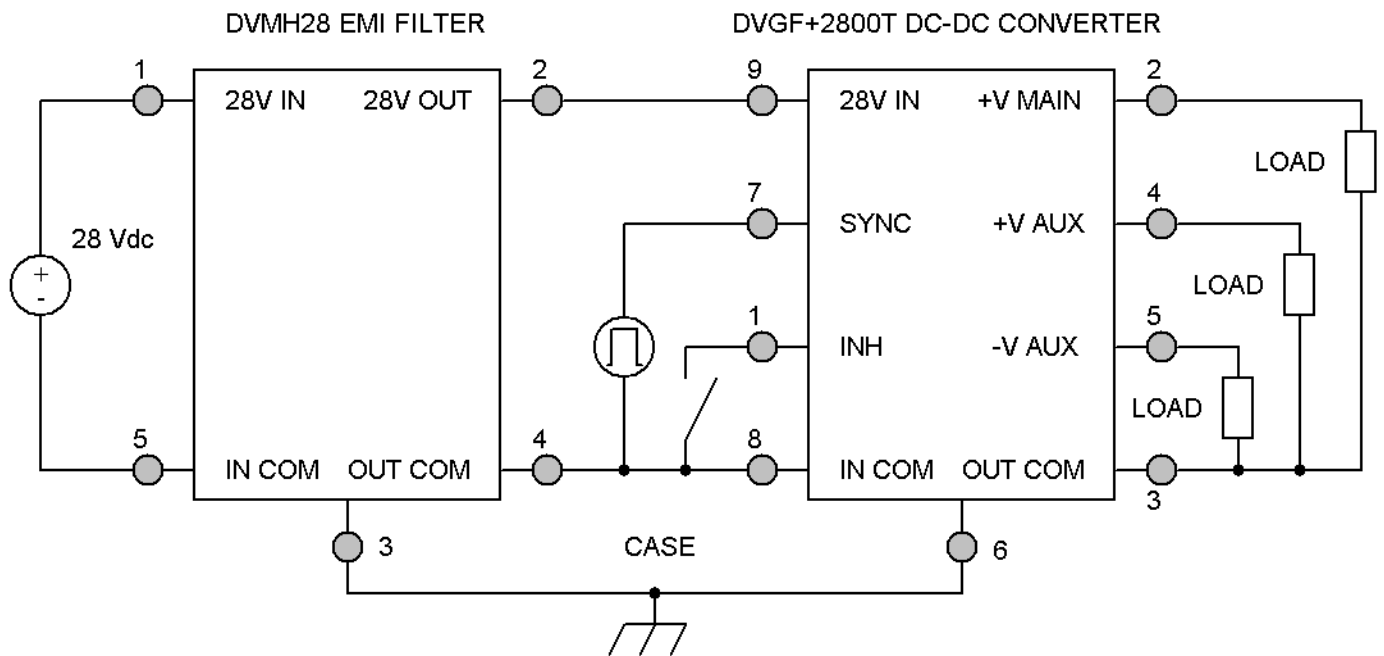 DVMH28 EMI FILTER
DVGF+2800T DC-DC CONVERTER
1
2
9
2
28V IN
28V OUT
28V IN
+V MAIN
LOAD
7
4
28 Vdc
SYNC
+V AUX
+
-
LOAD
1
5
INH
-V AUX
LOAD
5
4
8
IN COM
OUT COM
IN COM
OUT COM
3
3
CASE
6